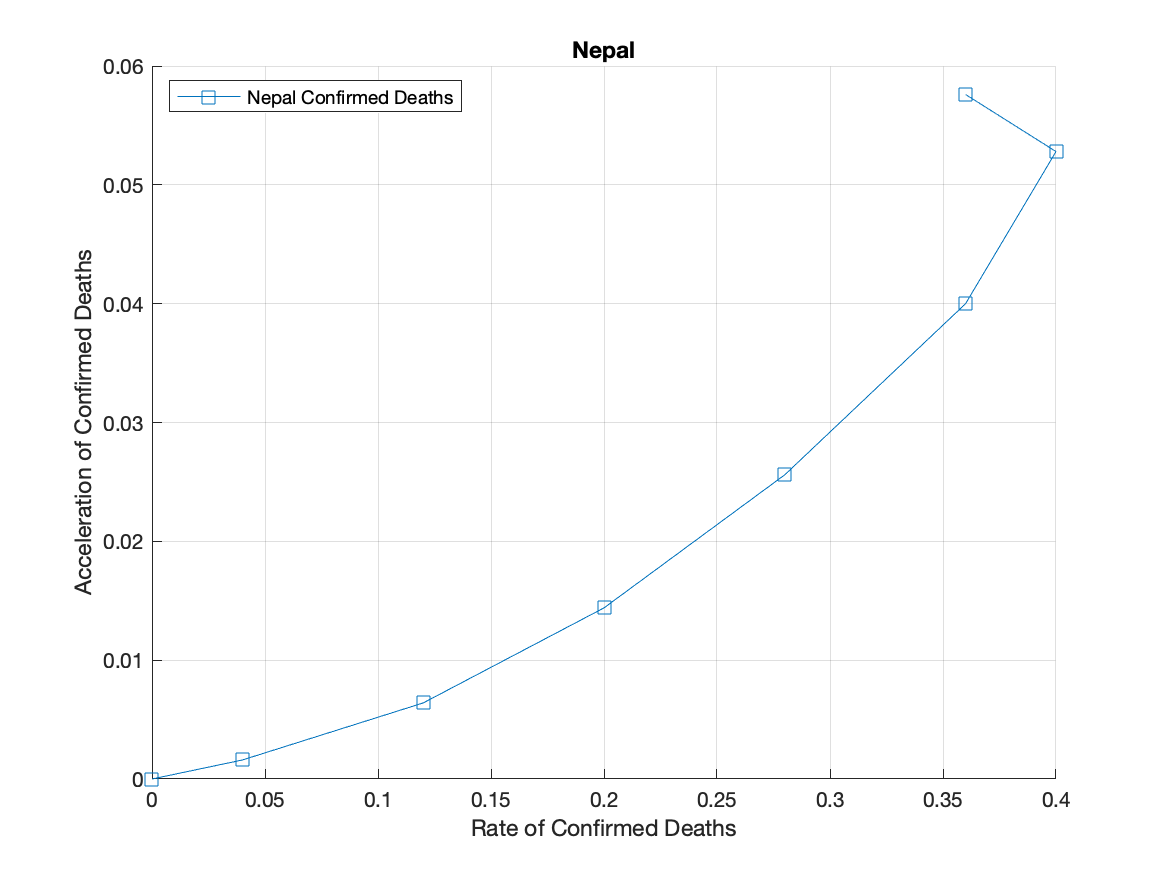 Nepal
Nepal Confirmed Deaths
0.06
0.05
0.04
0.03
0.02
0.01
0
Acceleration of Confirmed Deaths
0 0.05 0.1 0.15 0.2 0.25 0.3 0.35 0.4
Rate of Confirmed Deaths